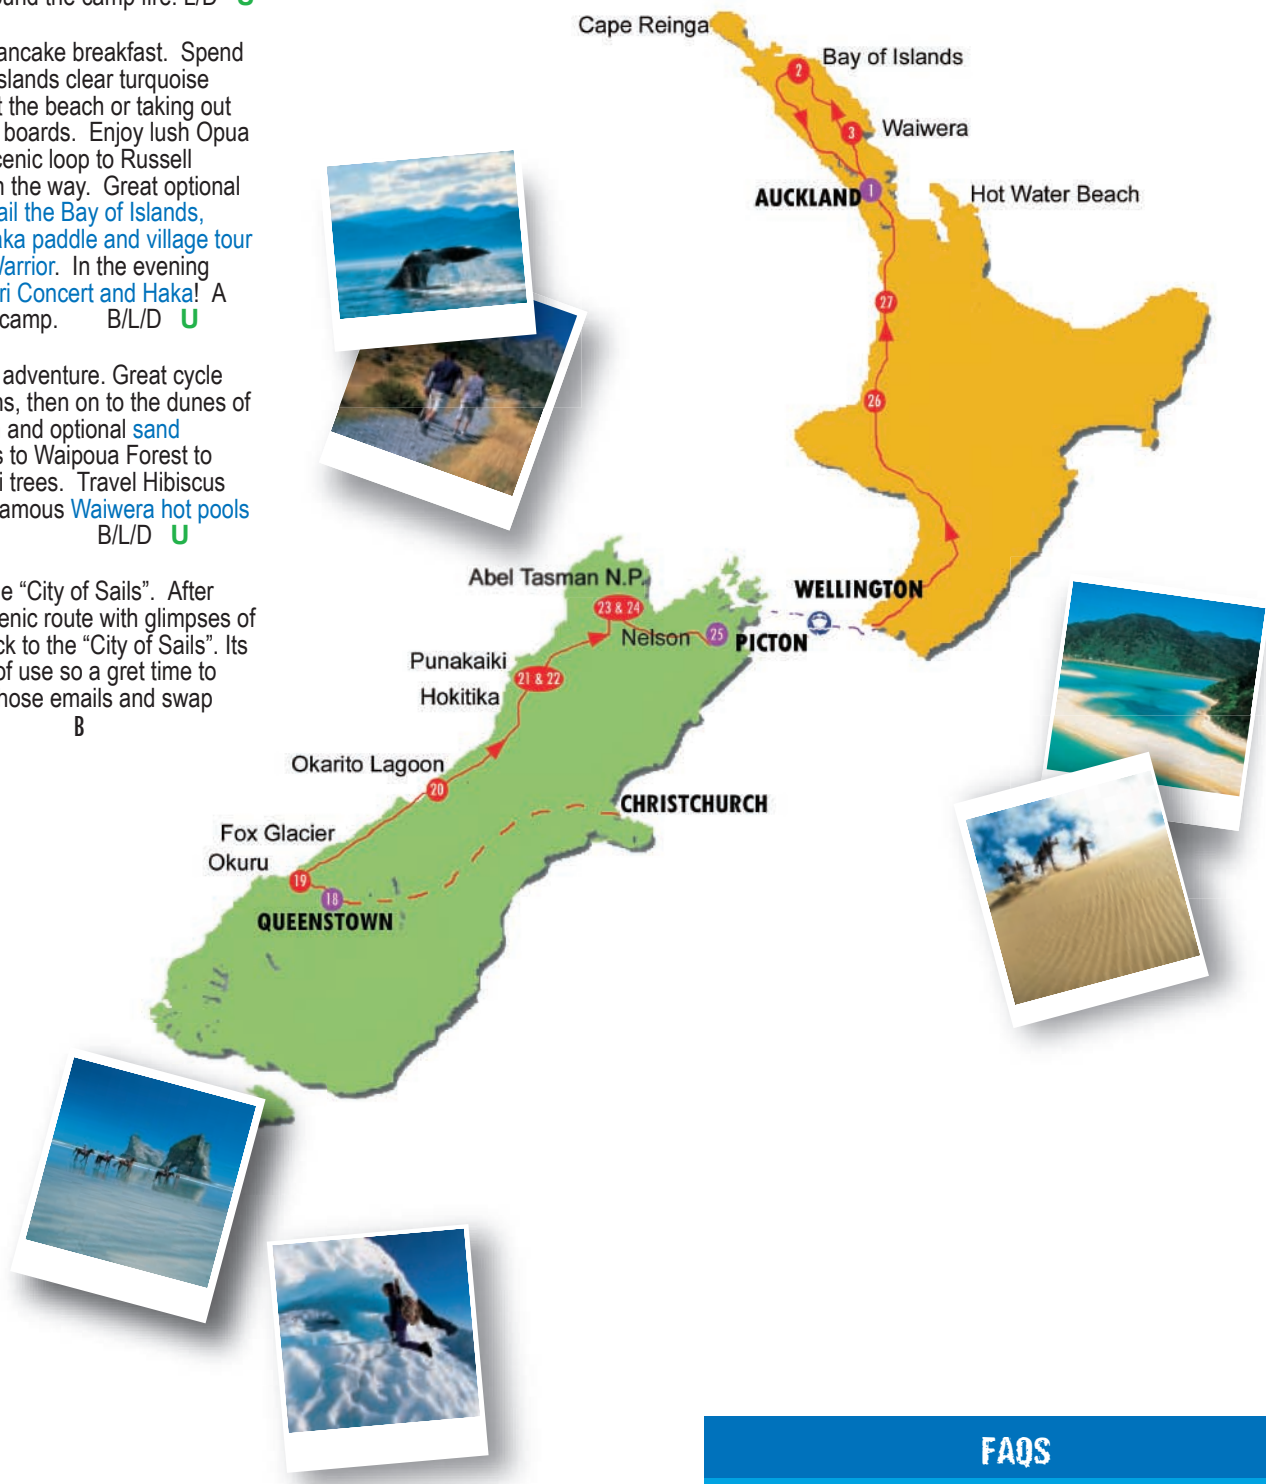 und the camp fire. L/D U
ancake breakfast. Spend
slands clear turquoise
t the beach or taking out
boards. Enjoy lush Opua
cenic loop to Russell
n the way. Great optional
ail the Bay of Islands,
aka paddle and village tour
Warrior. In the evening
ri Concert and Haka! A
camp. B/L/D U
adventure. Great cycle
ns, then on to the dunes of
and optional sand
s to Waipoua Forest to
i trees. Travel Hibiscus
amous Waiwera hot pools
B/L/D U
e “City of Sails”. After
enic route with glimpses of
ck to the “City of Sails”. Its
of use so a gret time to
hose emails and swap
B
Cape Reinga
Bay of Islands
2
3
Waiwera
AUCKLAND
1
Hot Water Beach
27
26
Abel Tasman N.P.
WELLINGTON
23 & 24
Nelson
25
PICTON
Punakaiki
21 & 22
Hokitika
Okarito Lagoon
20
CHRISTCHURCH
Fox Glacier
Okuru
19
18
QUEENSTOWN
FAQS